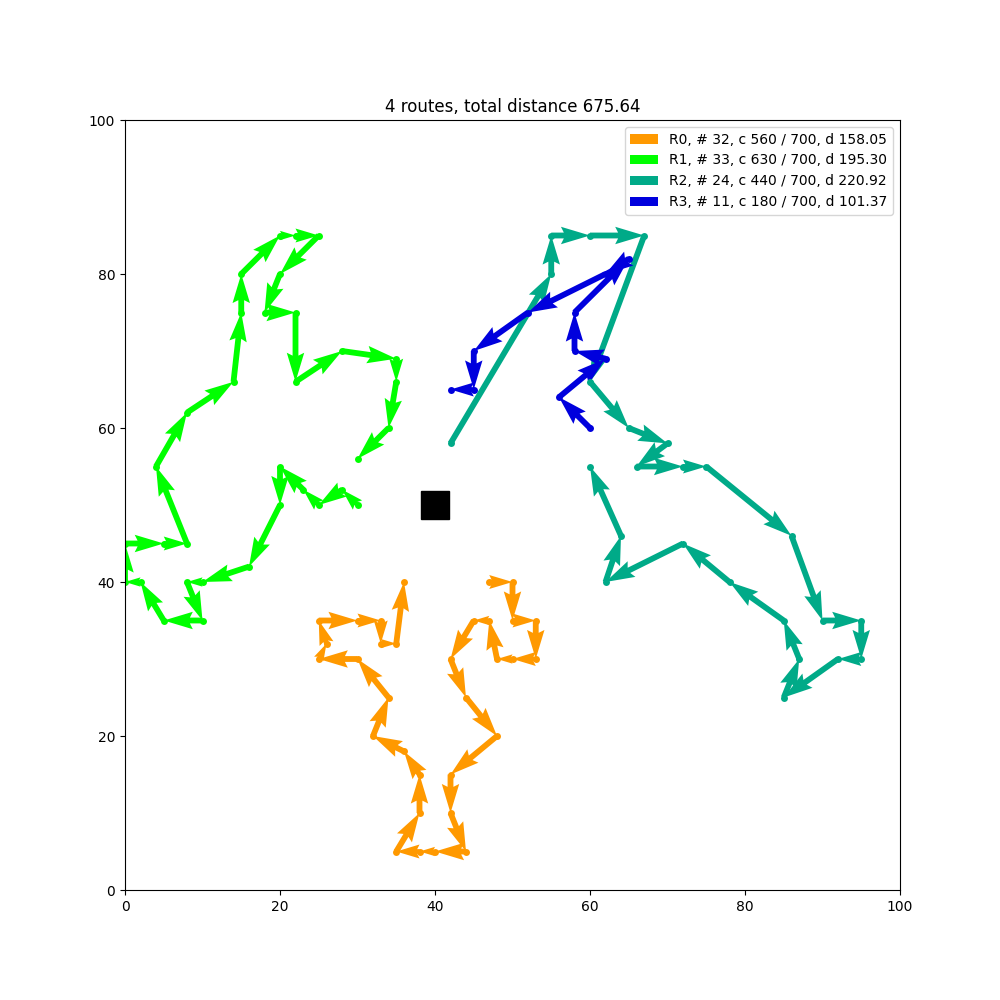 4 routes, total distance 675.64
R0, # 32, c 560 / 700, d 158.05
R1, # 33, c 630 / 700, d 195.30
R2, # 24, c 440 / 700, d 220.92
R3, # 11, c 180 / 700, d 101.37
100
80
60
40
20
0
0 20 40 60 80 100